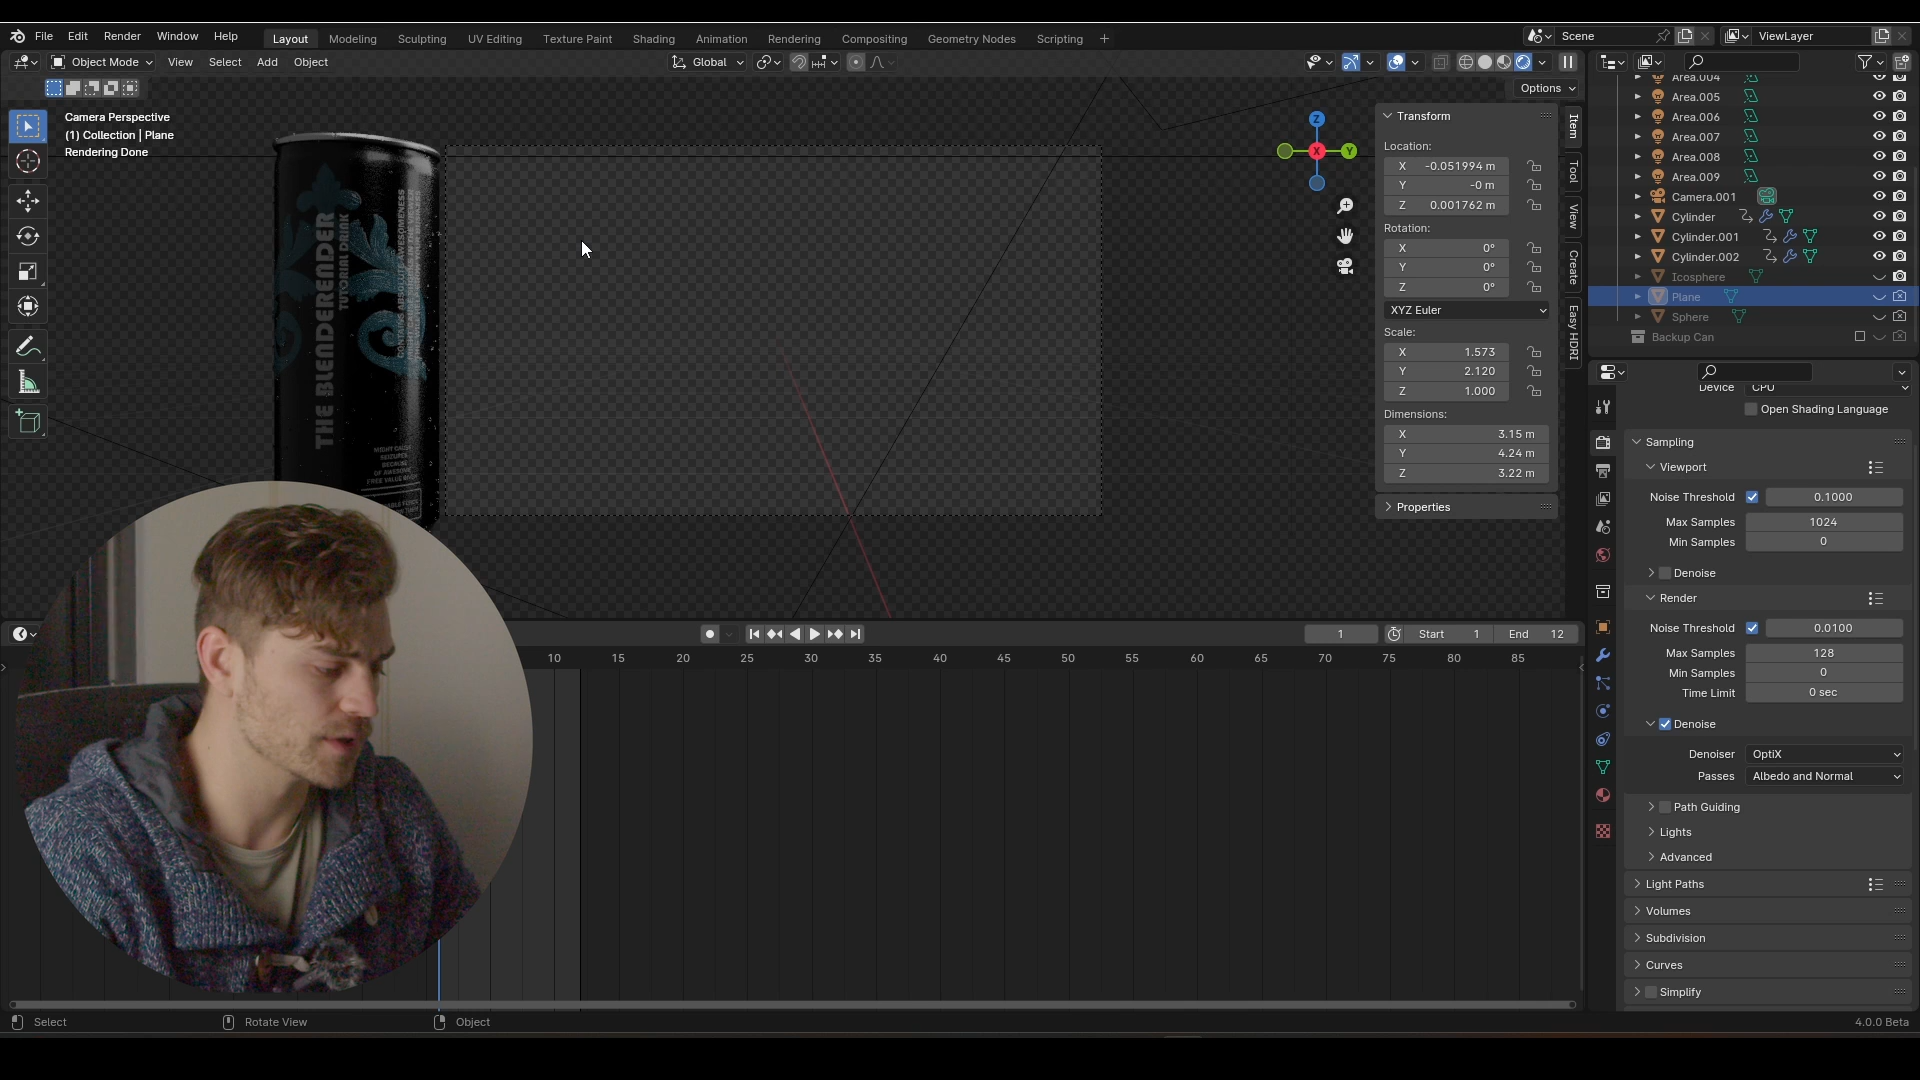 File Edit Render Window Help Layout Modeling Sculpting UV Editing Texture Paint Shading Animation Rendering Compositing Geometry Nodes Scripting + Scene ViewLayer
Object Mode View Select Add Object Global
Options
Camera Perspective
(1) Collection | Plane
Rendering Done
THE BLENDERENDER
TUTORIAL DRINK
CONTAINS ABSOLUTE AWESOMENESS
MIGHT CAUSE
SEIZURES
BECAUSE
OF AWESOME
Z
X
Y
Transform
Location:
X -0.051994 m
Y -0 m
Z 0.001762 m
Rotation:
X 0°
Y 0°
Z 0°
XYZ Euler
Scale:
X 1.573
Y 2.120
Z 1.000
Dimensions:
X 3.15 m
Y 4.24 m
Z 3.22 m
Properties
Item
Tool
View
Create
Easy HDRI
Area.004
Area.005
Area.006
Area.007
Area.008
Area.009
Camera.001
Cylinder
Cylinder.001
Cylinder.002
Icosphere
Plane
Sphere
Backup Can
Device CPU
Open Shading Language
Sampling
Viewport
Noise Threshold 0.1000
Max Samples 1024
Min Samples 0
Denoise
Render
Noise Threshold 0.0100
Max Samples 128
Min Samples 0
Time Limit 0 sec
Denoise
Denoiser OptiX
Passes Albedo and Normal
Path Guiding
Lights
Advanced
Light Paths
Volumes
Subdivision
Curves
Simplify
1 Start 1 End 12
10 15 20 25 30 35 40 45 50 55 60 65 70 75 80 85
Select Rotate View Object 4.0.0 Beta